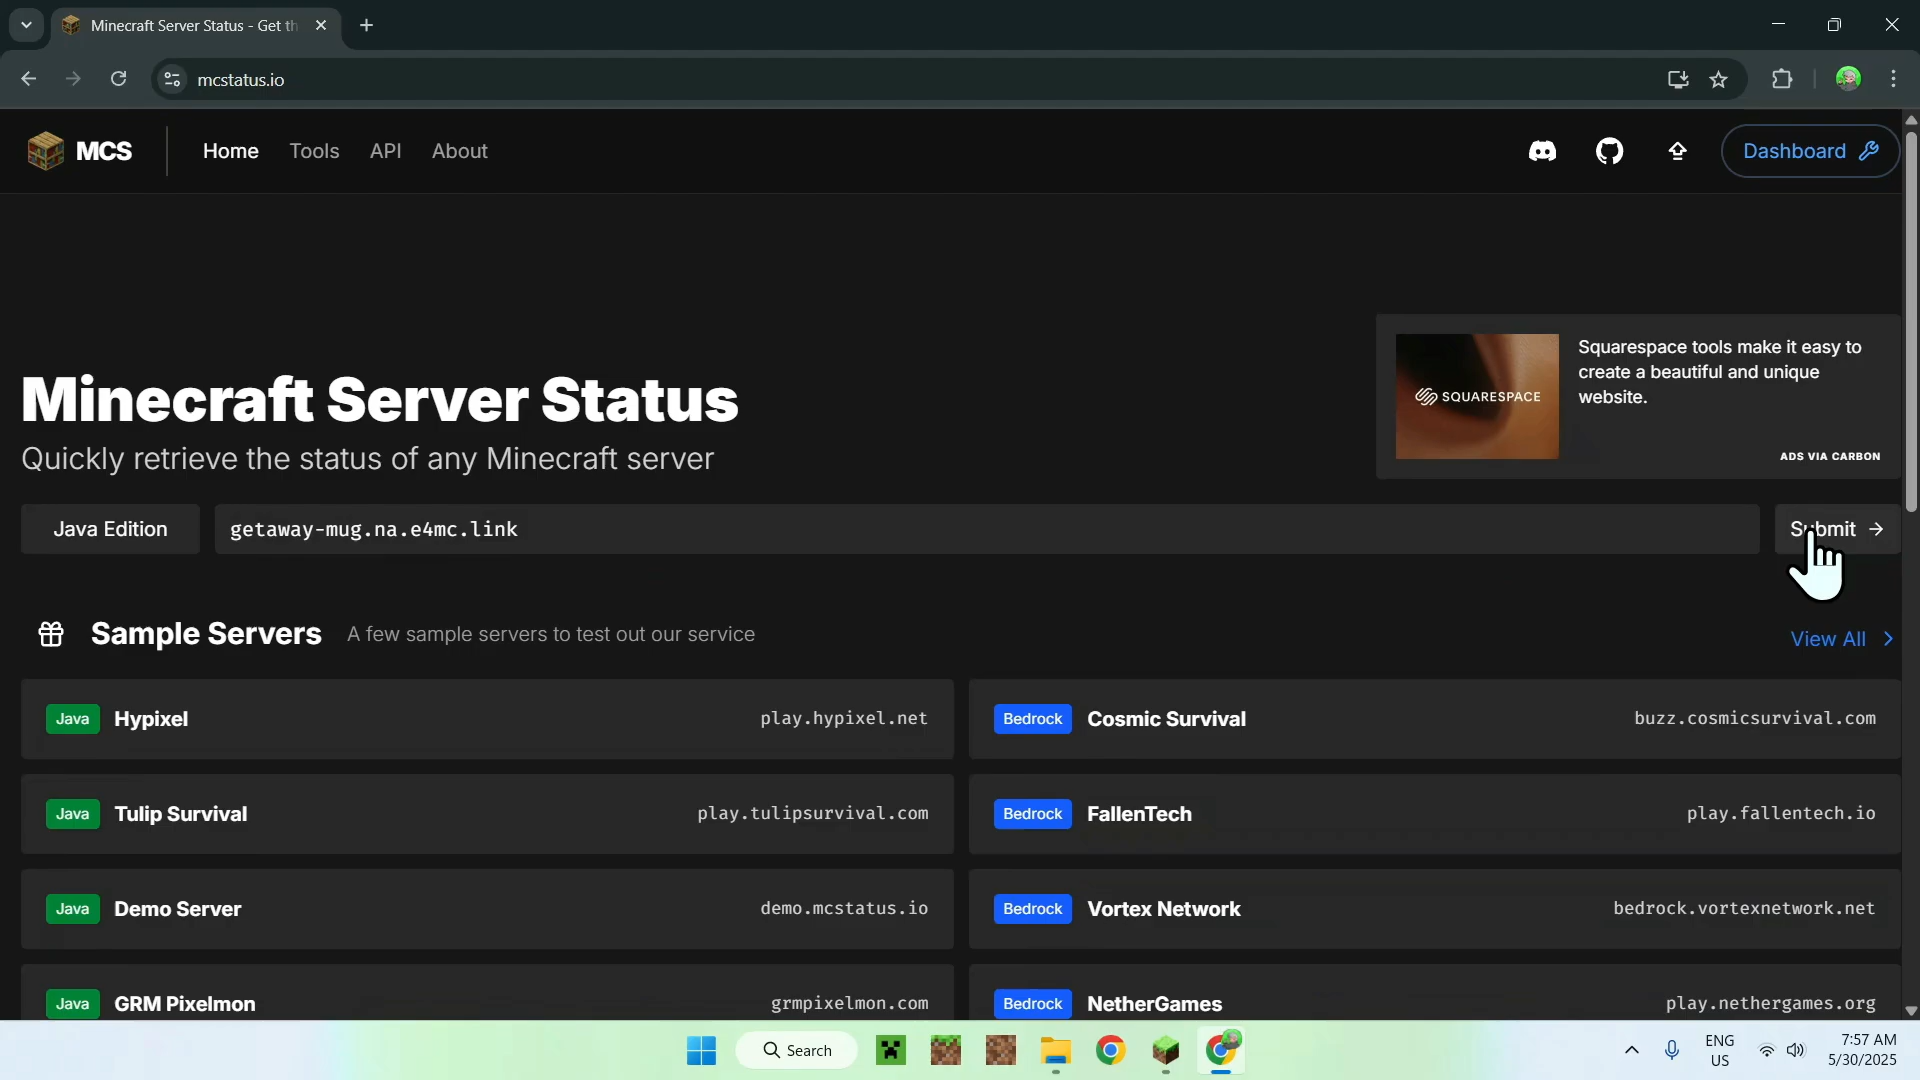 Minecraft Server Status - Get th
mcstatus.io
MCS
Home
Tools
API
About
Dashboard
SQUARESPACE
Squarespace tools make it easy to
create a beautiful and unique
website.
ADS VIA CARBON
Minecraft Server Status
Quickly retrieve the status of any Minecraft server
Java Edition
getaway-mug.na.e4mc.link
Submit
Sample Servers
A few sample servers to test out our service
View All
Java Hypixel play.hypixel.net
Bedrock Cosmic Survival buzz.cosmicsurvival.com
Java Tulip Survival play.tulipsurvival.com
Bedrock FallenTech play.fallentech.io
Java Demo Server demo.mcstatus.io
Bedrock Vortex Network bedrock.vortexnetwork.net
Java GRM Pixelmon grmpixelmon.com
Bedrock NetherGames play.nethergames.org
Search
ENG
US
7:57 AM
5/30/2025